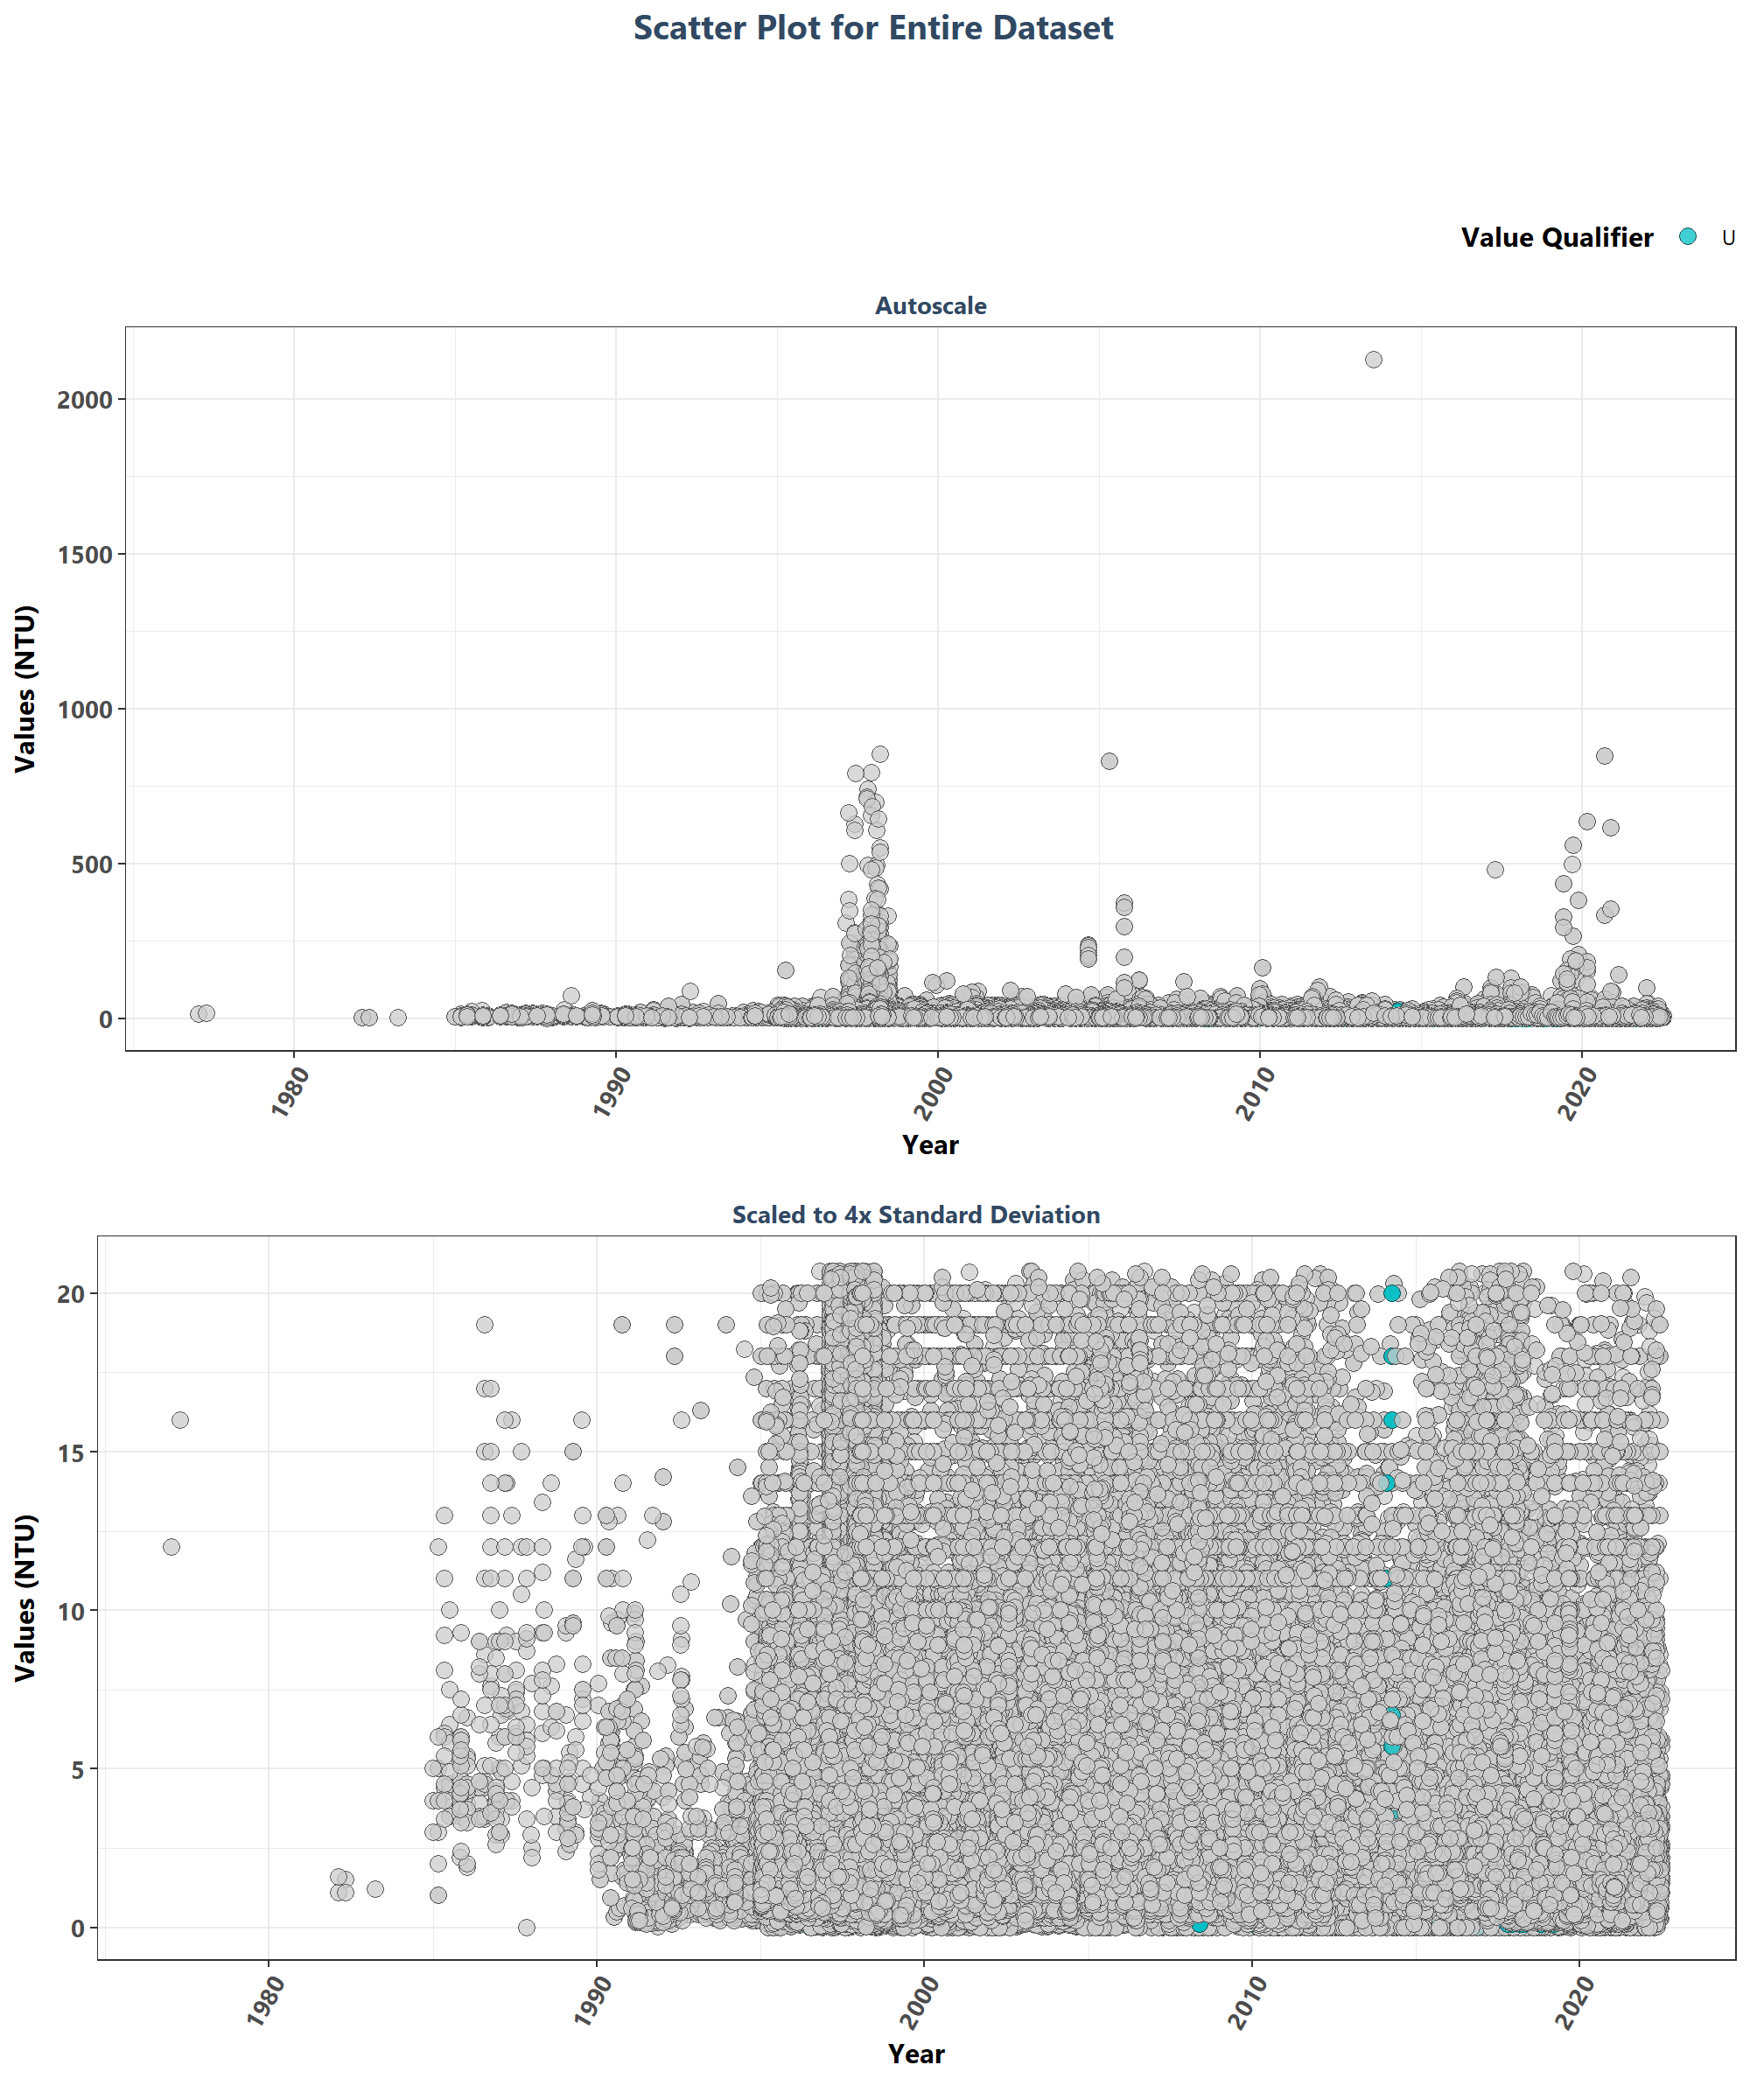 Scatter Plot for Entire Dataset
Value Qualifier U
Autoscale
Values (NTU)
2000
1500
1000
500
0
1980 1990 2000 2010 2020
Year
Scaled to 4x Standard Deviation
Values (NTU)
20
15
10
5
0
1980 1990 2000 2010 2020
Year